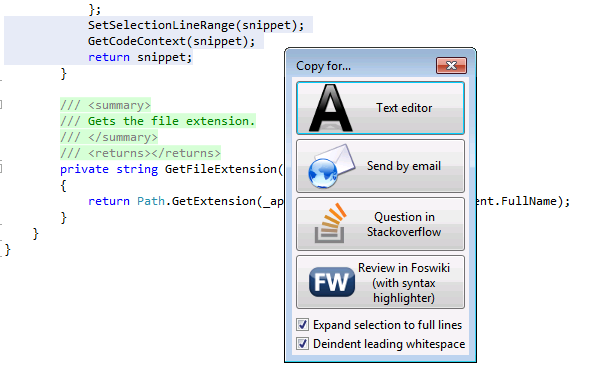 };
SetSelectionLineRange(snippet);
GetCodeContext(snippet);
return snippet;
}
/// <summary>
/// Gets the file extension.
/// </summary>
/// <returns></returns>
private string GetFileExtension(
{
return Path.GetExtension(_ap
ent.FullName);
}
}
}
Copy for...
A
Text editor
Send by email
Question in
Stackoverflow
FW
Review in Foswiki
(with syntax
highlighter)
Expand selection to full lines
Deindent leading whitespace